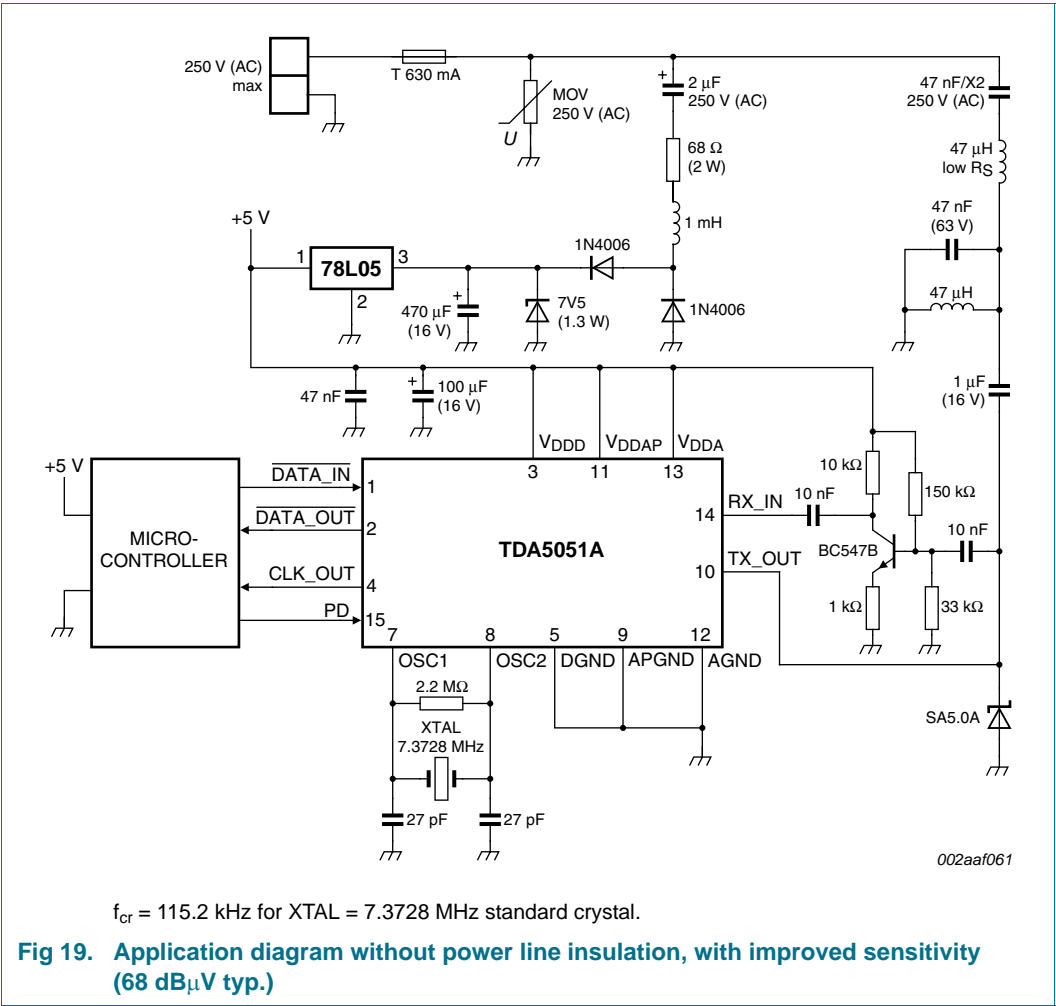 250 V (AC)
max
T 630 mA
MOV
250 V (AC)
U
+
2 μF
250 V (AC)
68 Ω
(2 W)
1 mH
47 nF/X2
250 V (AC)
47 μH
low RS
47 nF
(63 V)
47 μH
1 μF
(16 V)
+5 V
1
78L05
3
2
+
470 μF
(16 V)
7V5
(1.3 W)
1N4006
1N4006
47 nF
+
100 μF
(16 V)
VDDD
VDDAP
VDDA
3
11
13
+5 V
MICRO-
CONTROLLER
DATA_IN
1
DATA_OUT
2
CLK_OUT
4
PD
15
TDA5051A
14
RX_IN
10
TX_OUT
10 nF
10 kΩ
150 kΩ
10 nF
BC547B
1 kΩ
33 kΩ
SA5.0A
7
8
5
9
12
OSC1
OSC2
DGND
APGND
AGND
2.2 MΩ
XTAL
7.3728 MHz
27 pF
27 pF
002aaf061
fcr = 115.2 kHz for XTAL = 7.3728 MHz standard crystal.
Fig 19. Application diagram without power line insulation, with improved sensitivity
(68 dBμV typ.)